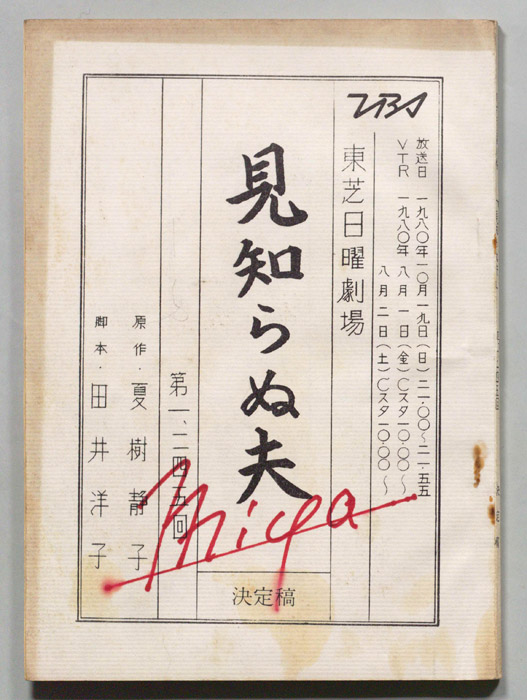 TBS
放送日 一九八〇年一〇月一九日(日)二一・〇〇〜二一・五五
VTR 一九八〇年八月一日(金)Cスタ一〇・〇〇〜
八月二日(土)Cスタ一〇・〇〇〜
東芝日曜劇場
見知らぬ夫
決定稿
第一、二四五回
原作・夏樹静子
脚本・田井洋子
Miya